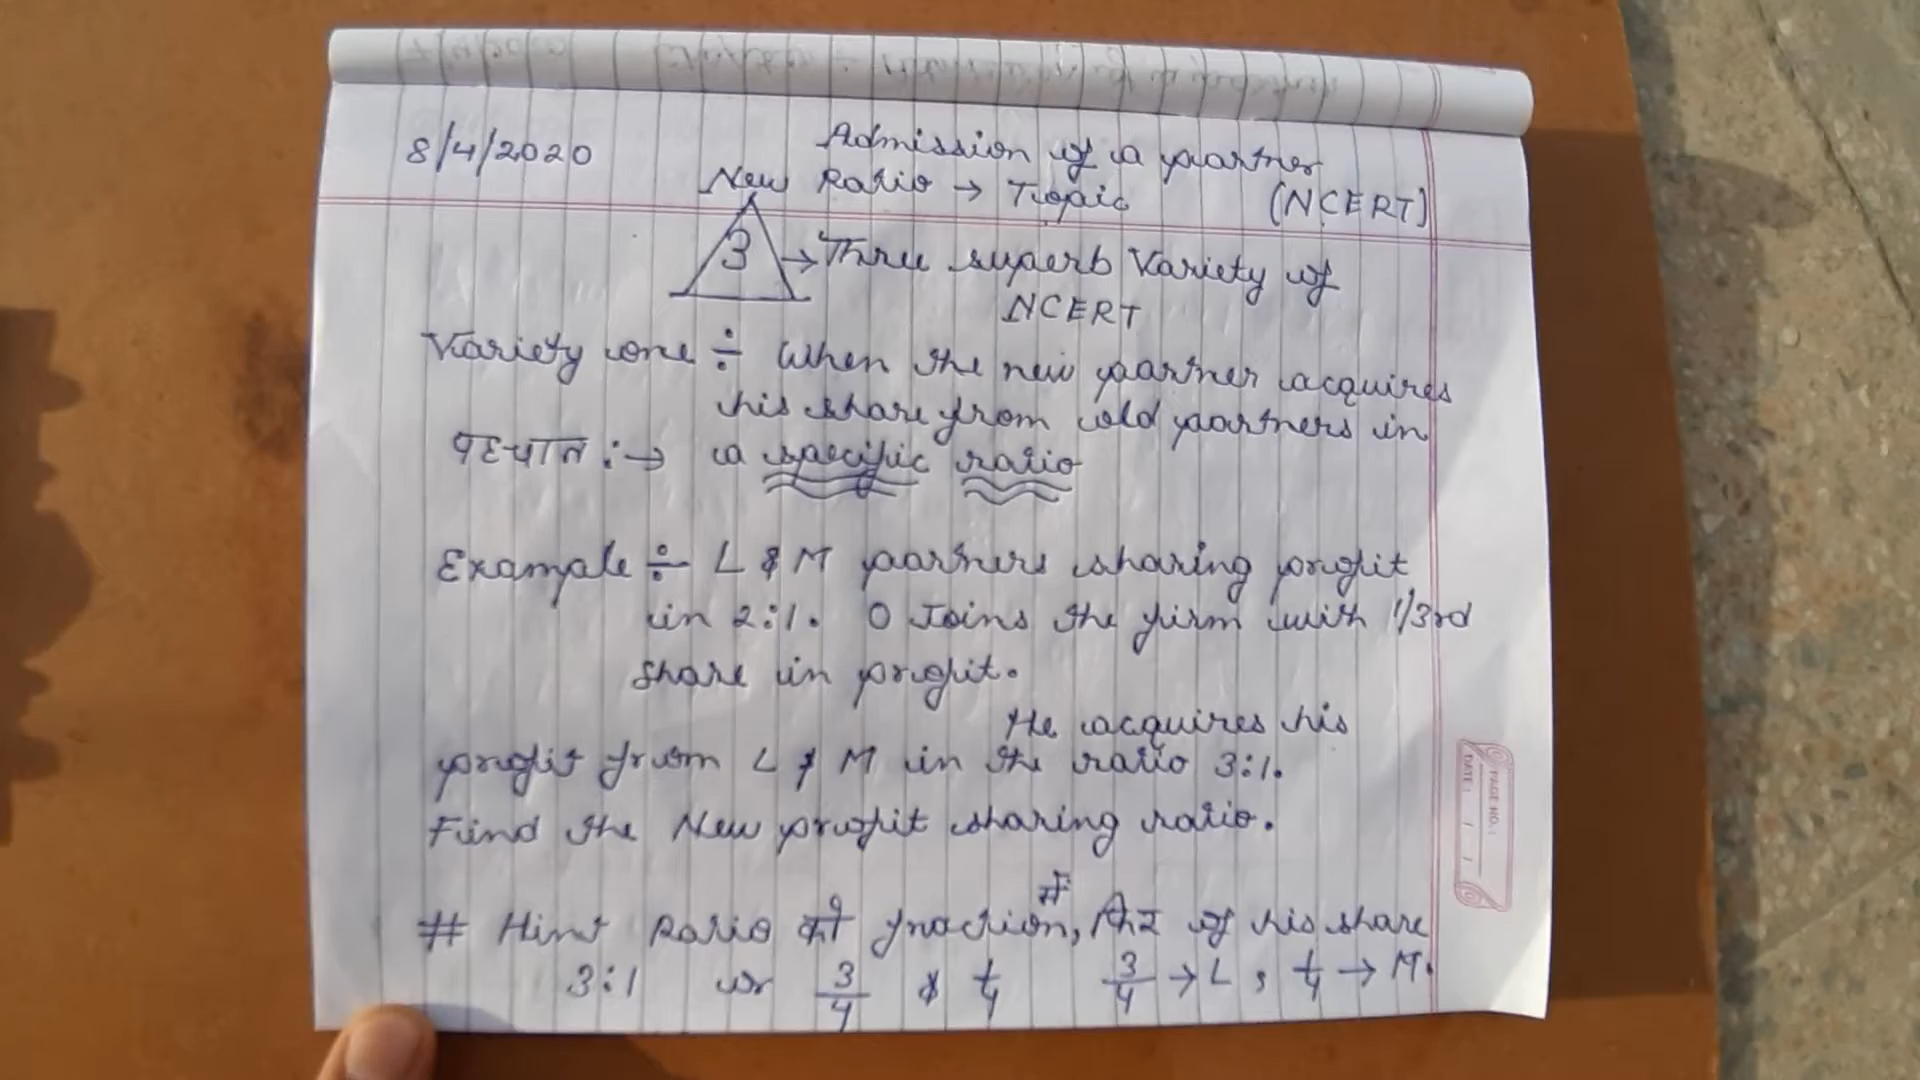 8/4/2020
Admission of a partner
New Ratio → Topic (NCERT)
3 → Three superb Variety of
NCERT
Variety one ÷ When the new partner acquires
his share from old partners in
पहचान :→ a specific ratio
Example ÷ L & M partners sharing profit
in 2:1. O Joins the firm with 1/3rd
share in profit.
He acquires his
profit from L & M in the ratio 3:1.
Find the New profit sharing ratio.
# Hint Ratio की fraction में, of his share
3:1 or 3/4 & 1/4 3/4 → L, 1/4 → M.
PAGE NO.:
DATE: / /